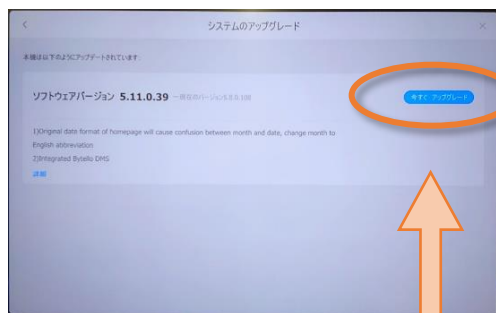 システムのアップグレード
本機は以下のようにアップデートされています:
ソフトウェアバージョン 5.11.0.39
今すぐ アップグレード
1)Original date format of homepage will cause confusion between month and date, change month to
English abbreviation
2)Integrated Bytello DMS
詳細